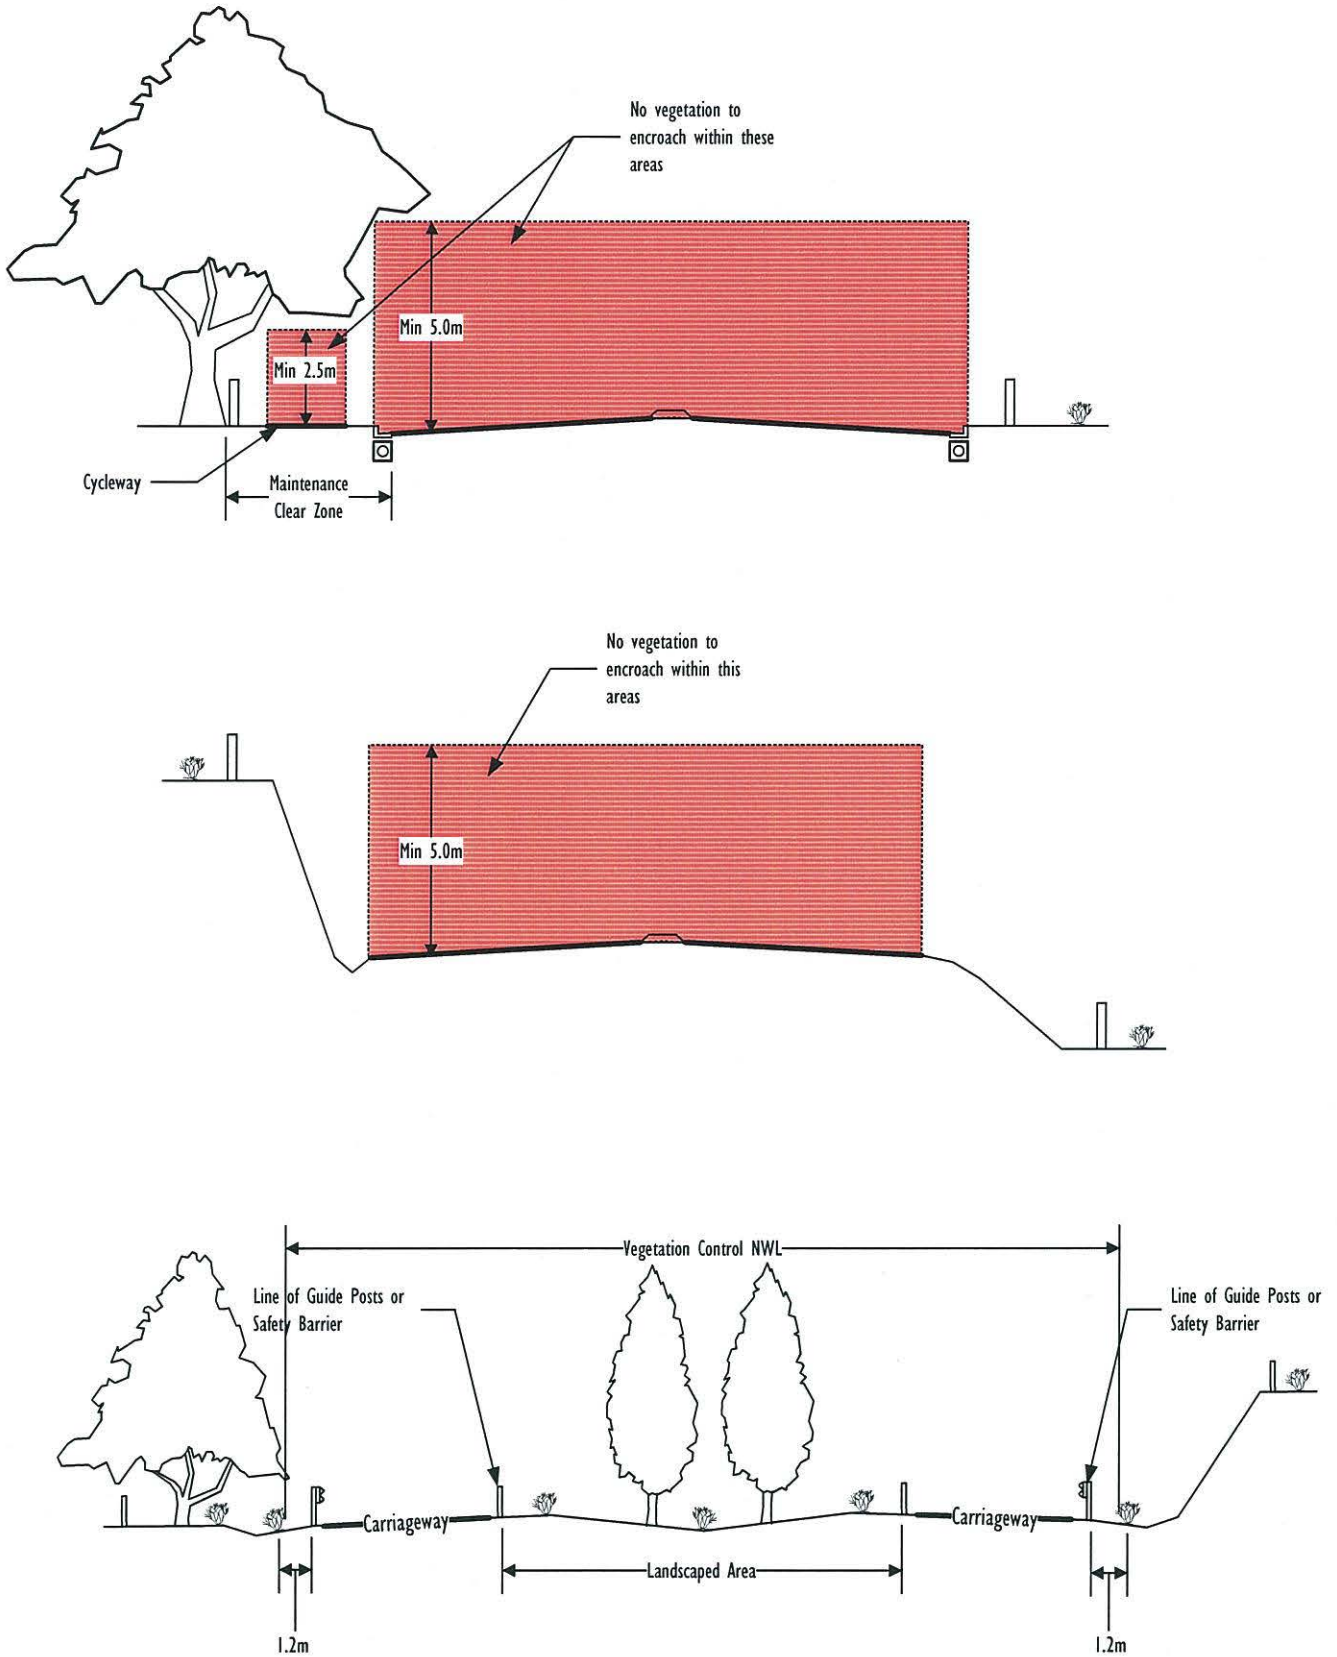 No vegetation to
encroach within these
areas
Min 5.0m
Min 2.5m
Cycleway
Maintenance
Clear Zone
No vegetation to
encroach within this
areas
Min 5.0m
Vegetation Control NWL
Line of Guide Posts or
Safety Barrier
Line of Guide Posts or
Safety Barrier
Carriageway
Carriageway
Landscaped Area
1.2m
1.2m